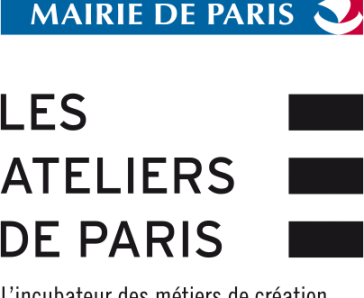 MAIRIE DE PARIS
LES
ATELIERS
DE PARIS
L'incubateur des métiers de création